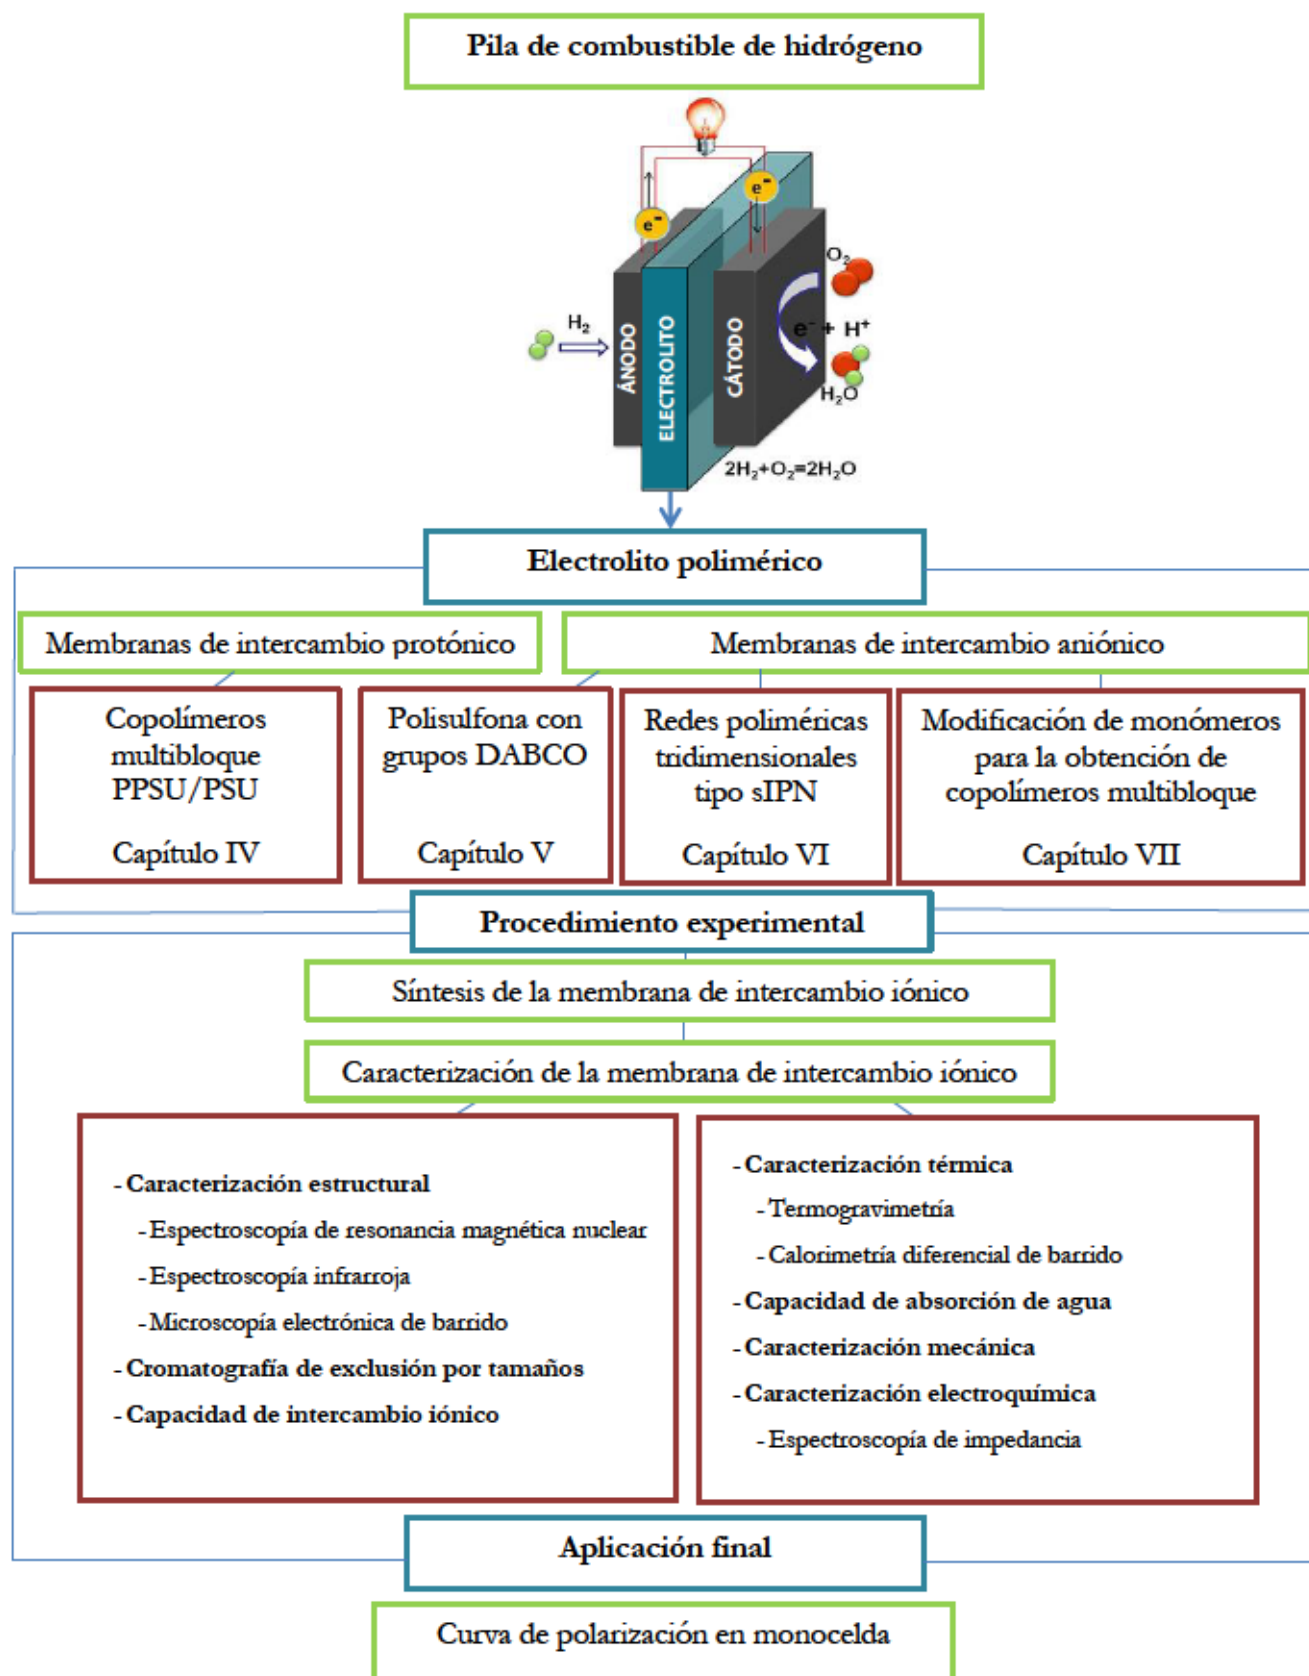 Pila de combustible de hidrógeno
e⁻
e⁻
O₂
H₂
e⁻ + H⁺
ÁNODO
ELECTROLITO
CÁTODO
H₂O
2H₂+O₂=2H₂O
Electrolito polimérico
Membranas de intercambio protónico
Membranas de intercambio aniónico
Copolímeros
multibloque
PPSU/PSU
Capítulo IV
Polisulfona con
grupos DABCO
Capítulo V
Redes poliméricas
tridimensionales
tipo sIPN
Capítulo VI
Modificación de monómeros
para la obtención de
copolímeros multibloque
Capítulo VII
Procedimiento experimental
Síntesis de la membrana de intercambio iónico
Caracterización de la membrana de intercambio iónico
- Caracterización estructural
- Espectroscopía de resonancia magnética nuclear
- Espectroscopía infrarroja
- Microscopía electrónica de barrido
- Cromatografía de exclusión por tamaños
- Capacidad de intercambio iónico
- Caracterización térmica
- Termogravimetría
- Calorimetría diferencial de barrido
- Capacidad de absorción de agua
- Caracterización mecánica
- Caracterización electroquímica
- Espectroscopía de impedancia
Aplicación final
Curva de polarización en monocelda